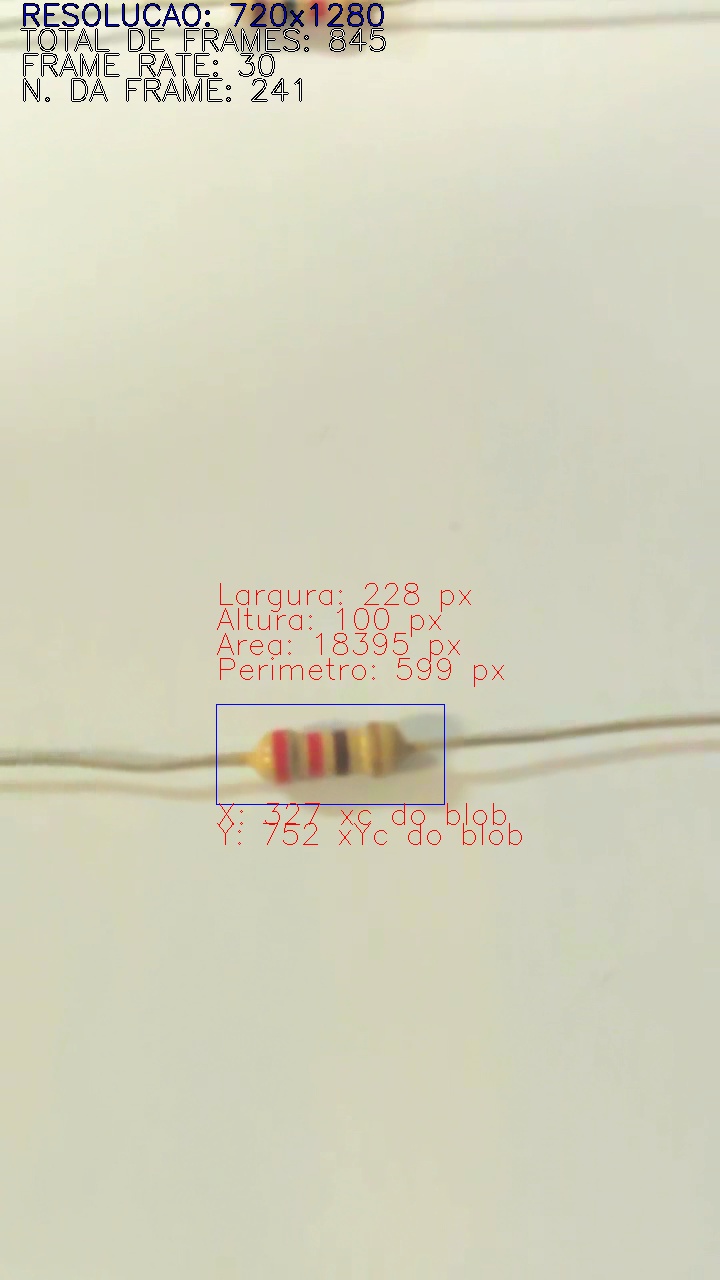 RESOLUCAO: 720x1280
TOTAL DE FRAMES: 845
FRAME RATE: 30
N. DA FRAME: 241
Largura: 228 px
Altura: 100 px
Area: 18395 px
Perimetro: 599 px
X: 327 xc do blob
Y: 752 xYc do blob